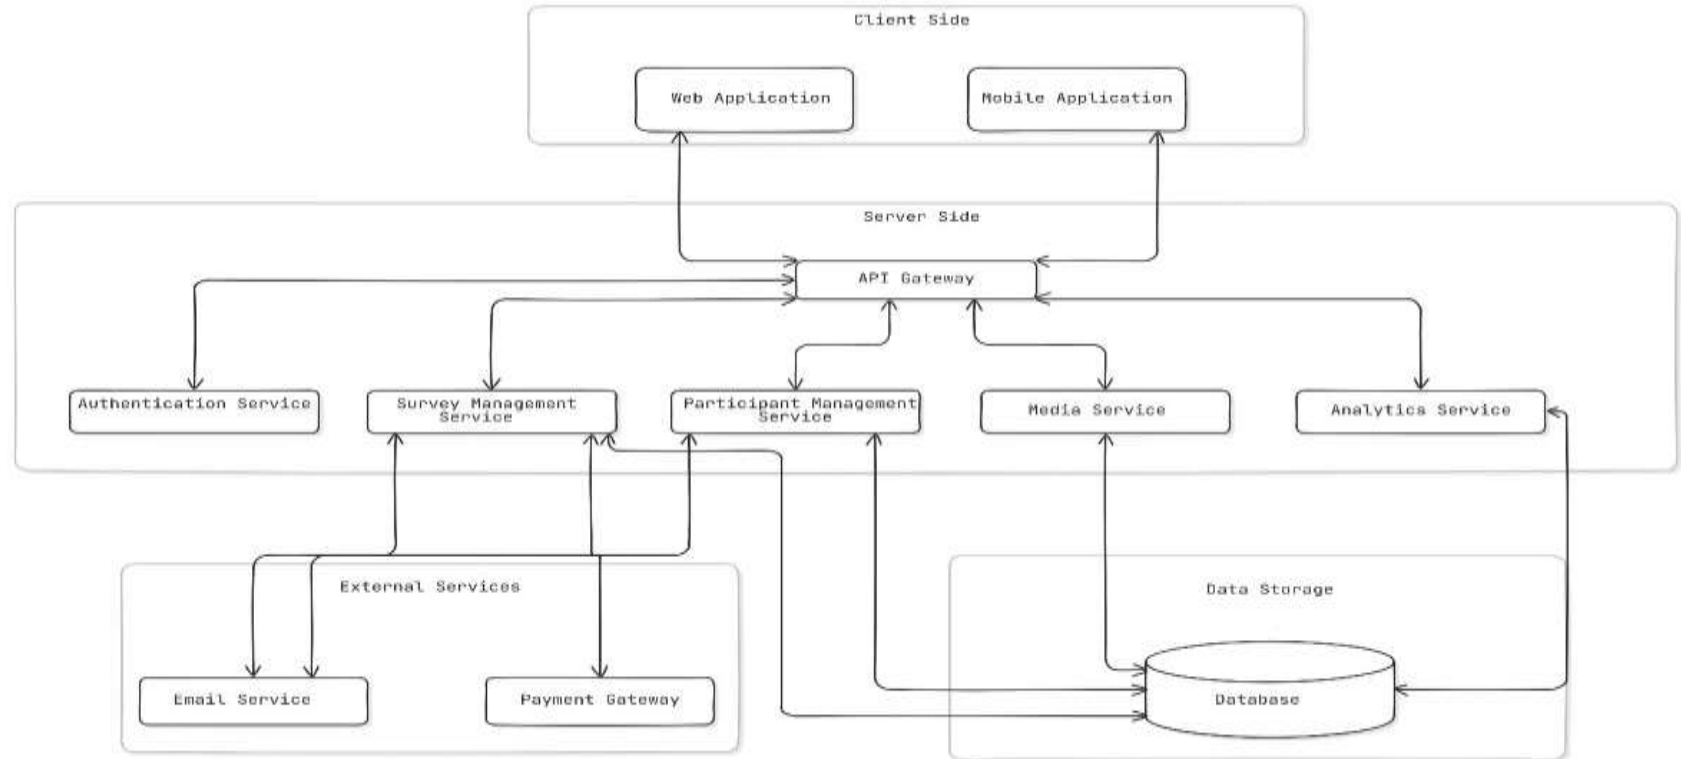 Client Side
Web Application
Mobile Application
Server Side
API Gateway
Authentication Service
Survey Management
Service
Participant Management
Service
Media Service
Analytics Service
External Services
Data Storage
Email Service
Payment Gateway
Database